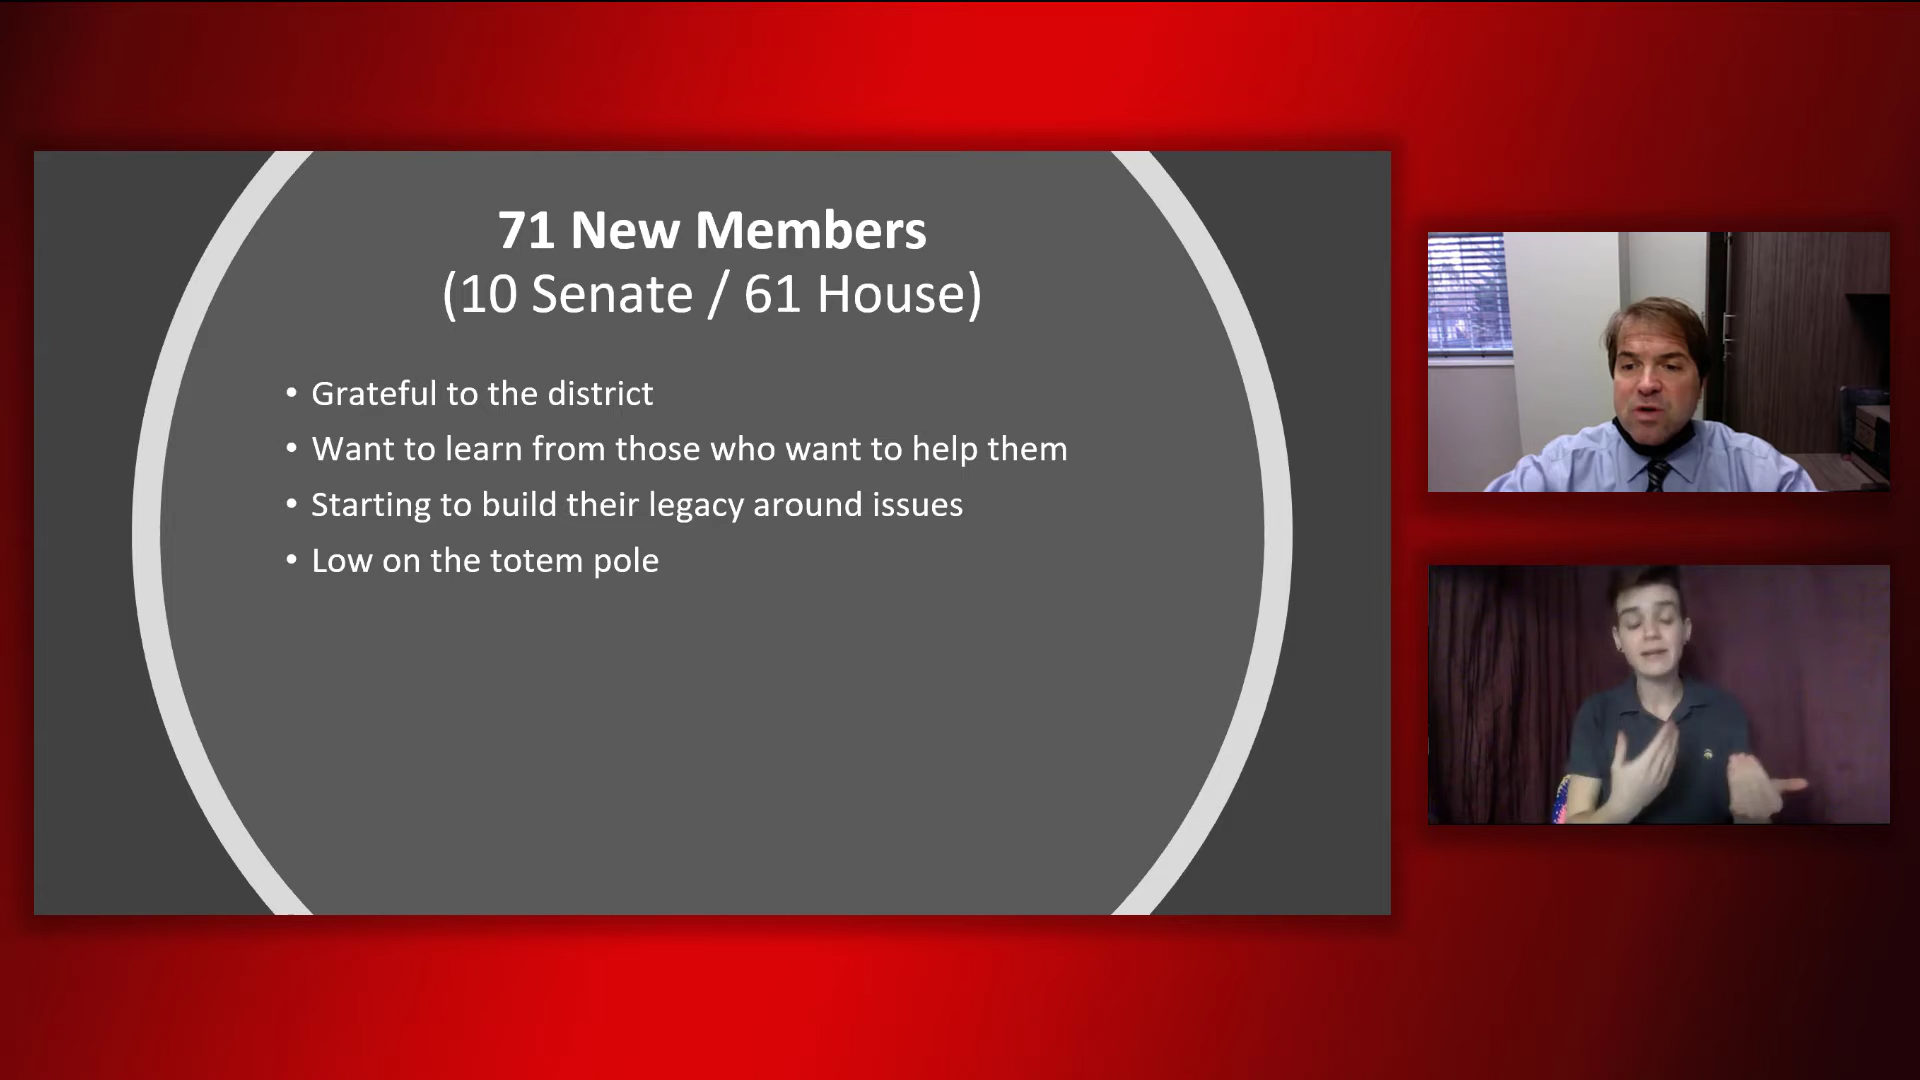 71 New Members
(10 Senate / 61 House)
• Grateful to the district
• Want to learn from those who want to help them
• Starting to build their legacy around issues
• Low on the totem pole